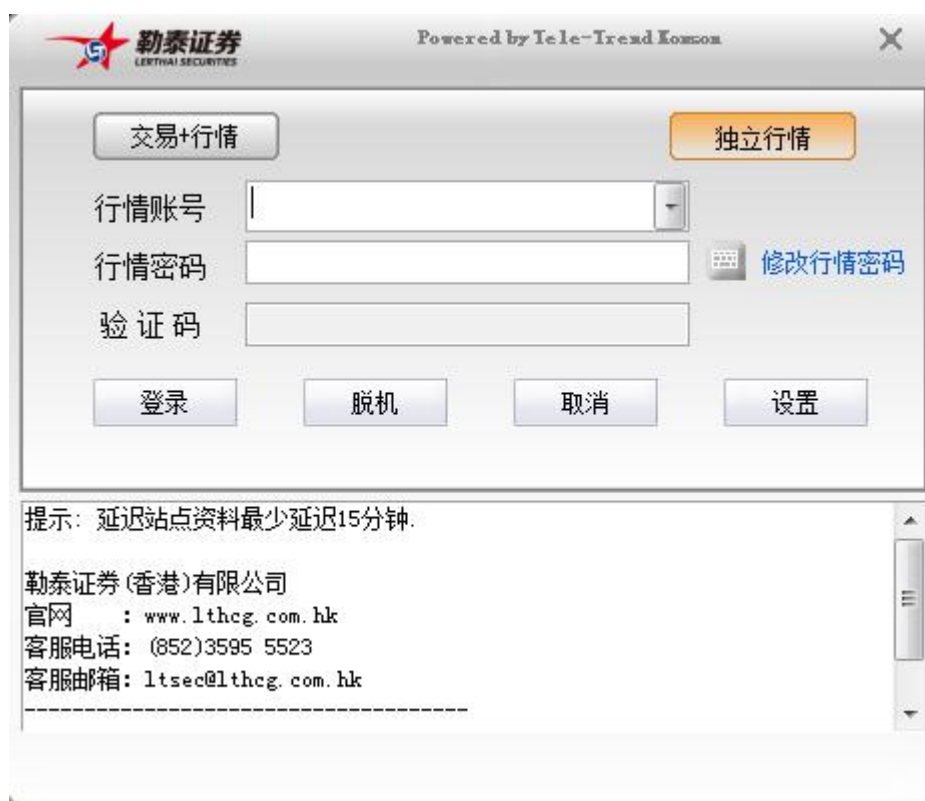 勒泰证券
LERTHAI SECURITIES
Powered by Tele-Trend Konson
交易+行情
独立行情
行情账号
行情密码
修改行情密码
验证码
登录
脱机
取消
设置
提示: 延迟站点资料最少延迟15分钟.
勒泰证券(香港)有限公司
官网 : www.lthcg.com.hk
客服电话: (852)3595 5523
客服邮箱: ltsec@lthcg.com.hk
-------------------------------------